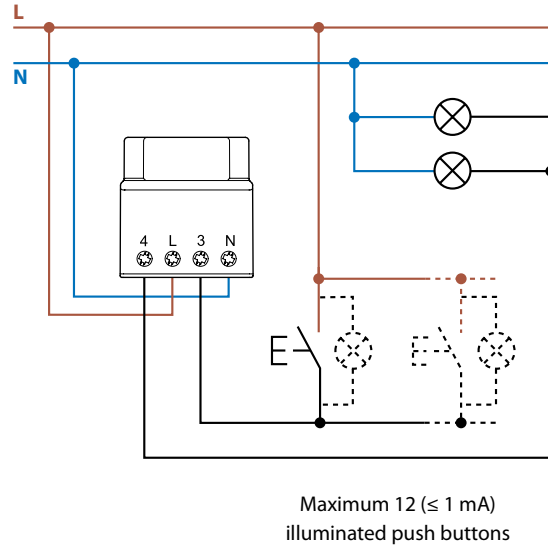 L
N
4 L 3 N
Maximum 12 (≤ 1 mA)
illuminated push buttons